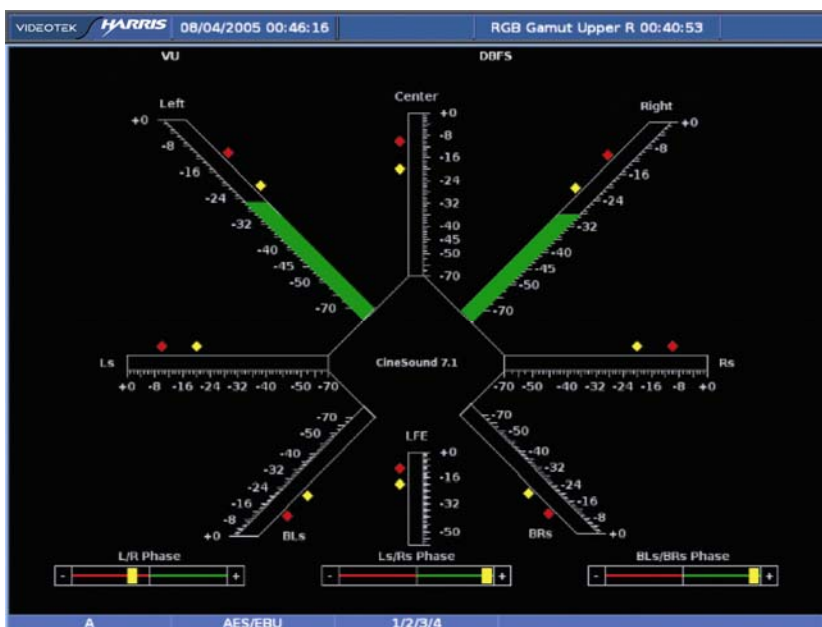 VIDEOTEK HARRIS 08/04/2005 00:46:16 RGB Gamut Upper R 00:40:53
VU DBFS
Left
+0
-8
-16
-24
-32
-40
-45
-50
-70
Center
+0
-8
-16
-24
-32
-40
-45
-50
-70
Right
+0
-8
-16
-24
-32
-40
-45
-50
-70
Ls
+0 -8 -16 -24 -32 -40 -50 -70
CineSound 7.1
Rs
-70 -50 -40 -32 -24 -16 -8 +0
BLs
-70
-50
-40
-32
-24
-16
-8
+0
LFE
+0
-16
-32
-50
BRs
-70
-50
-40
-32
-24
-16
-8
+0
L/R Phase
- +
Ls/Rs Phase
- +
BLs/BRs Phase
- +
A AES/EBU 1/2/3/4